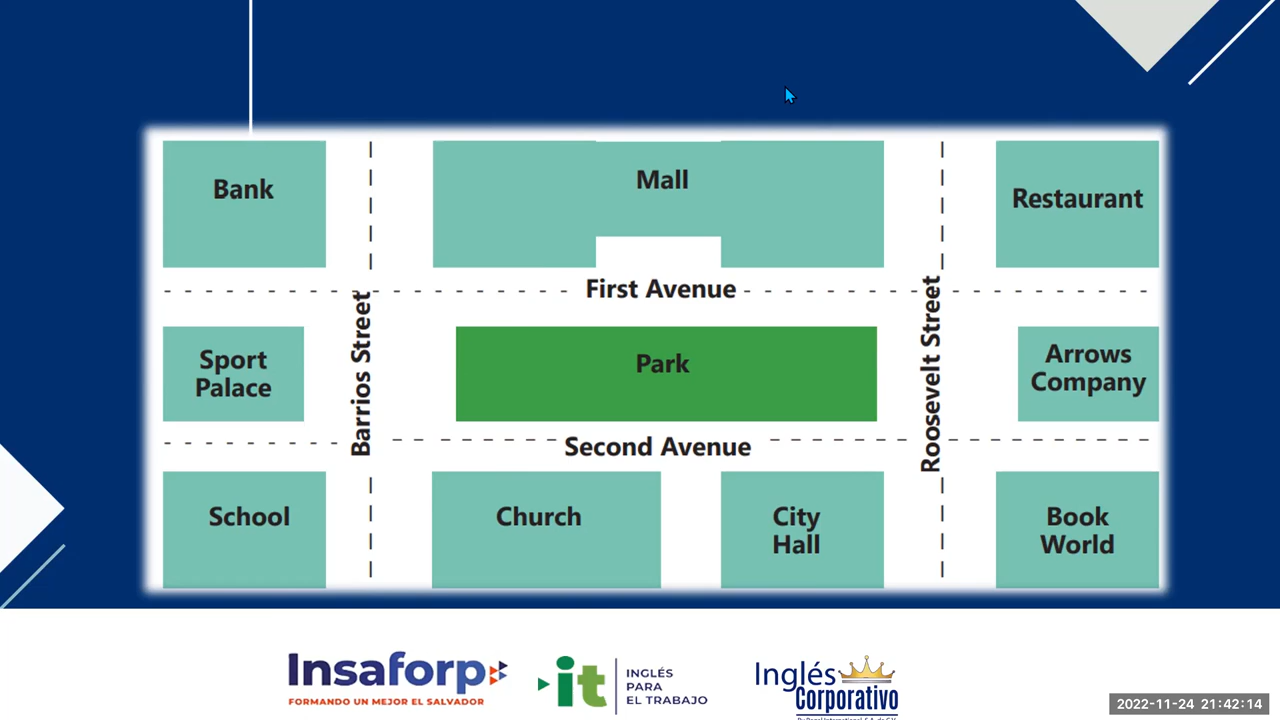 Bank
Mall
Restaurant
First Avenue
Barrios Street
Roosevelt Street
Sport
Palace
Park
Arrows
Company
Second Avenue
School
Church
City
Hall
Book
World
Insaforp
FORMANDO UN MEJOR EL SALVADOR
it
INGLÉS
PARA
EL TRABAJO
Inglés
Corporativo
2022-11-24 21:42:14